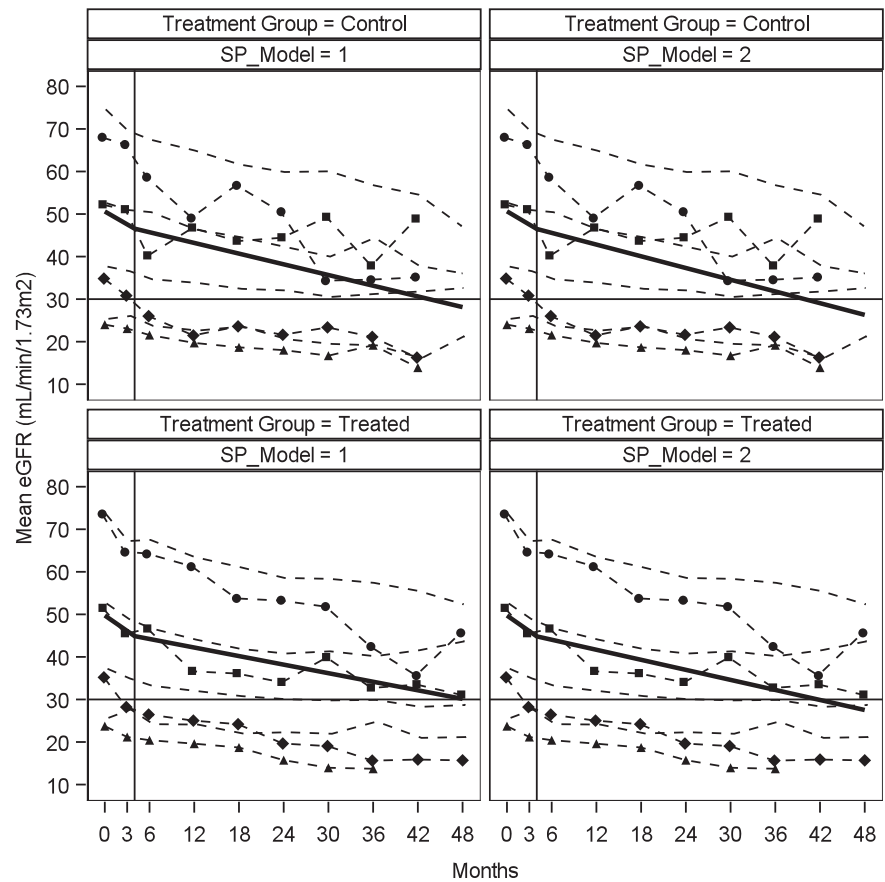 Treatment Group = Control
Treatment Group = Control
SP_Model = 1
SP_Model = 2
80
70
60
50
40
30
20
10
Mean eGFR (mL/min/1.73m2)
Treatment Group = Treated
Treatment Group = Treated
SP_Model = 1
SP_Model = 2
80
70
60
50
40
30
20
10
0 3 6 12 18 24 30 36 42 48
0 3 6 12 18 24 30 36 42 48
Months